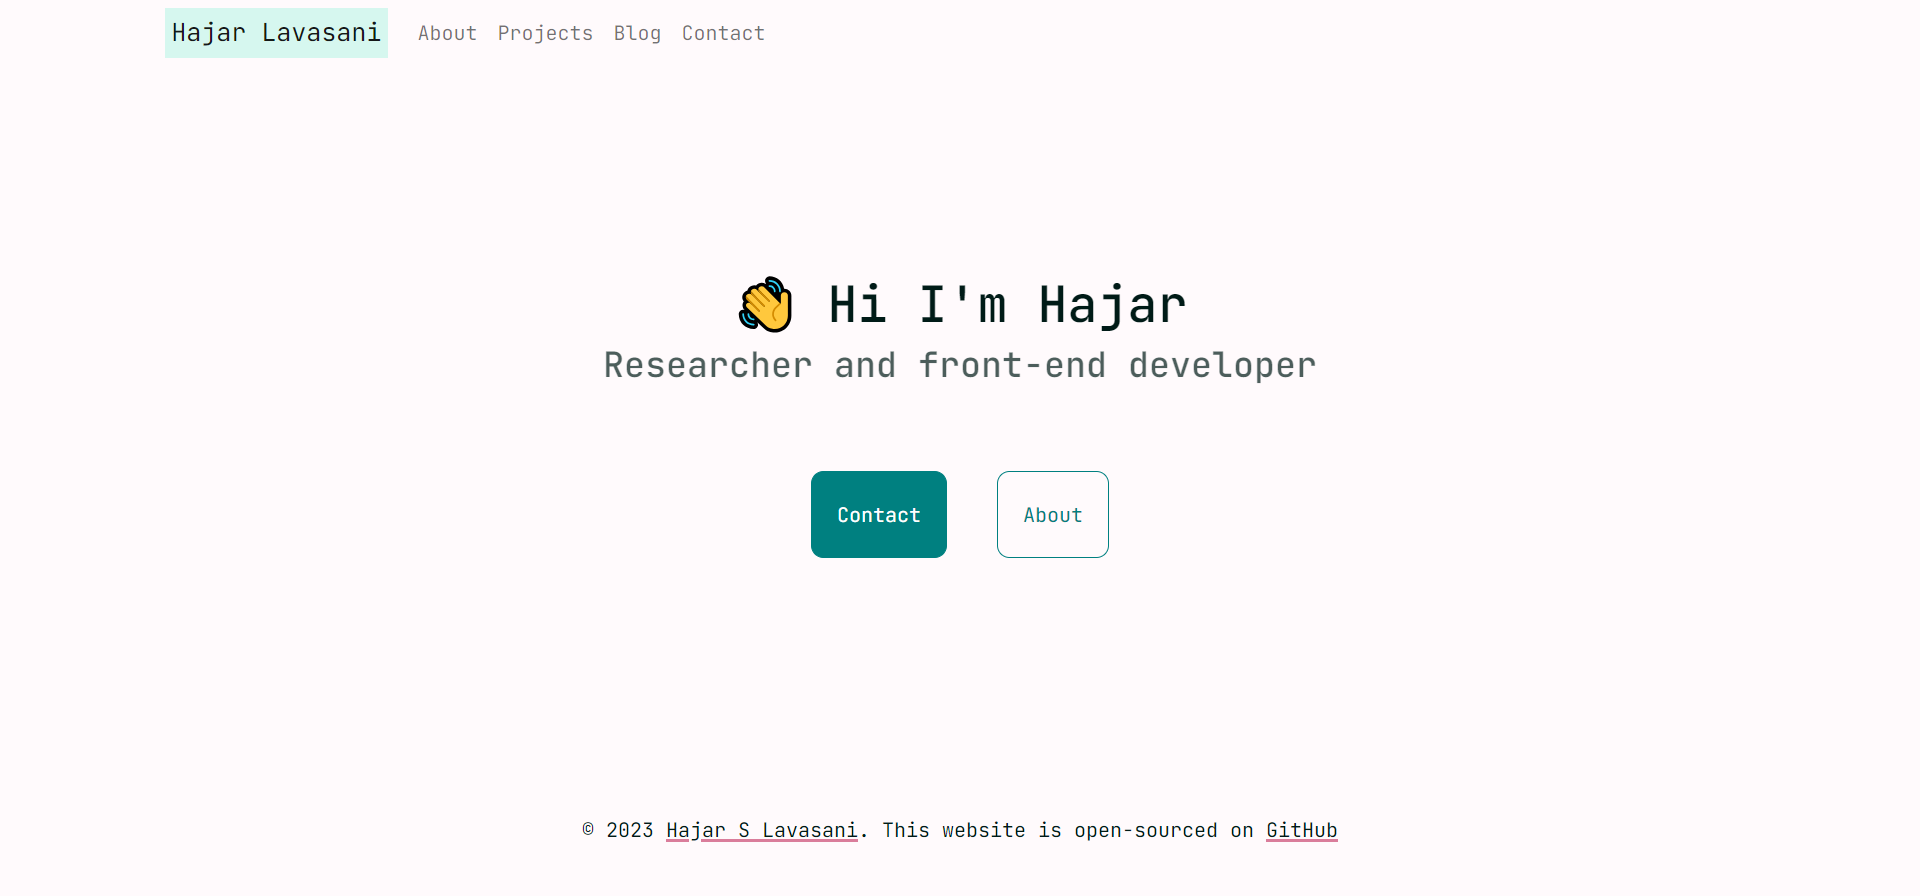 Hajar Lavasani About Projects Blog Contact
👋 Hi I'm Hajar
Researcher and front-end developer
Contact About
© 2023 Hajar S Lavasani. This website is open-sourced on GitHub